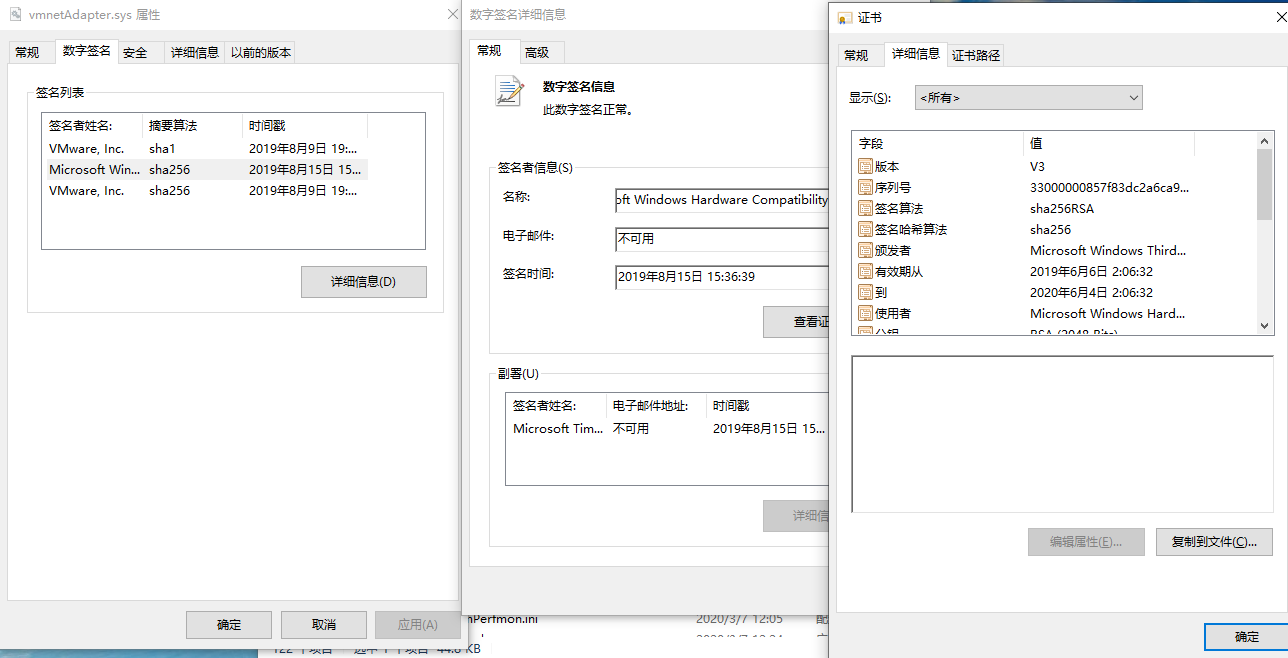 vmnetAdapter.sys 属性
常规 数字签名 安全 详细信息 以前的版本
签名列表
签名者姓名: 摘要算法 时间戳
VMware, Inc. sha1 2019年8月9日 19:...
Microsoft Win... sha256 2019年8月15日 15...
VMware, Inc. sha256 2019年8月9日 19:...
详细信息(D)
确定 取消 应用(A)
数字签名详细信息
常规 高级
数字签名信息
此数字签名正常。
签名者信息(S)
名称: oft Windows Hardware Compatibility
电子邮件: 不可用
签名时间: 2019年8月15日 15:36:39
查看证
副署(U)
签名者姓名: 电子邮件地址: 时间戳
Microsoft Tim... 不可用 2019年8月15日 15...
详细信
nPerfmon.ini 2020/3/7 12:05 配
122 个项目 选中 1 个项目 44.8 KB
证书
常规 详细信息 证书路径
显示(S): <所有>
字段 值
版本 V3
序列号 33000000857f83dc2a6ca9...
签名算法 sha256RSA
签名哈希算法 sha256
颁发者 Microsoft Windows Third...
有效期从 2019年6月6日 2:06:32
到 2020年6月4日 2:06:32
使用者 Microsoft Windows Hard...
公钥 RSA (2048 Bits)
编辑属性(E)... 复制到文件(C)...
确定